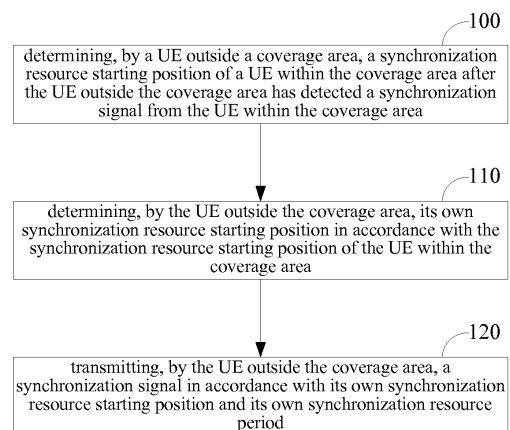 100
determining, by a UE outside a coverage area, a synchronization
resource starting position of a UE within the coverage area after
the UE outside the coverage area has detected a synchronization
signal from the UE within the coverage area
110
determining, by the UE outside the coverage area, its own
synchronization resource starting position in accordance with the
synchronization resource starting position of the UE within the
coverage area
120
transmitting, by the UE outside the coverage area, a
synchronization signal in accordance with its own synchronization
resource starting position and its own synchronization resource
period